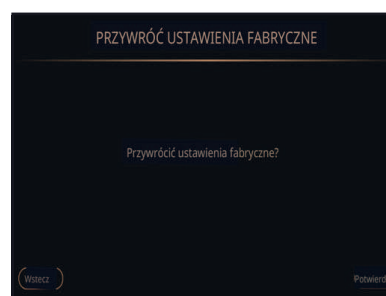 PRZYWRÓĆ USTAWIENIA FABRYCZNE
Przywrócić ustawienia fabryczne?
Wstecz
Potwierd